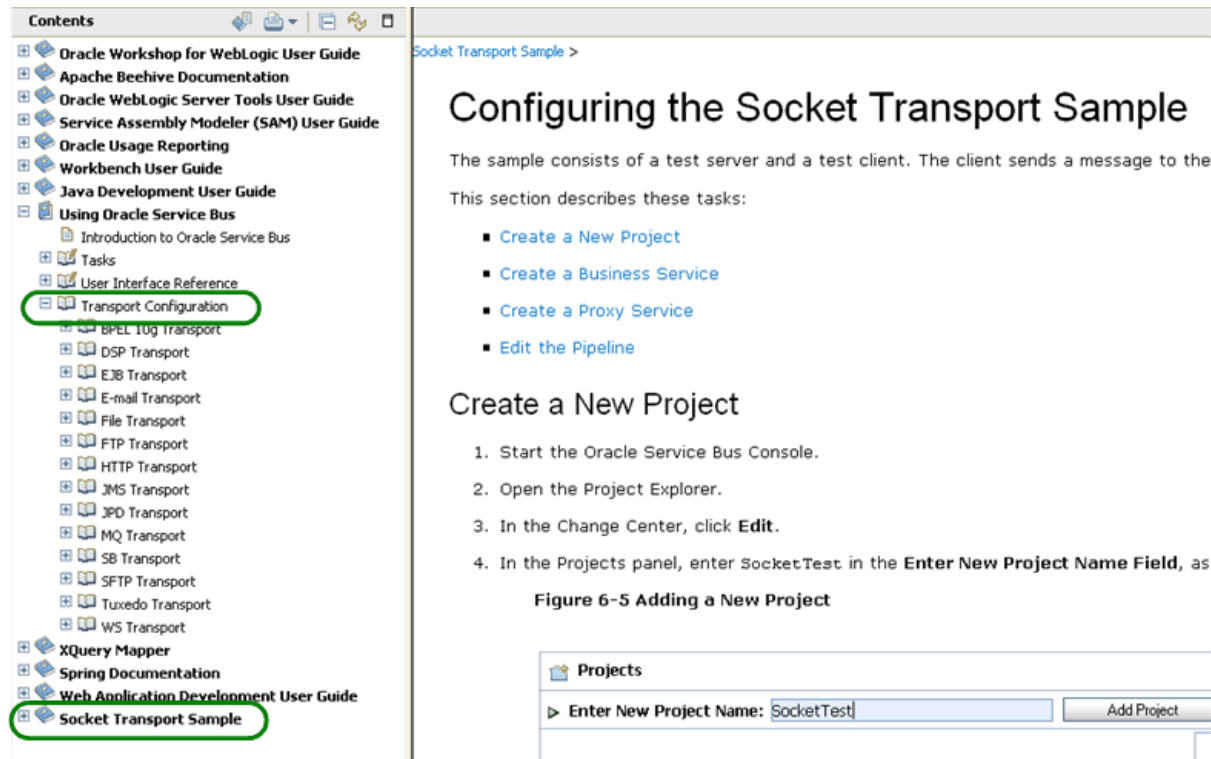 Contents
Oracle Workshop for WebLogic User Guide
Apache Beehive Documentation
Oracle WebLogic Server Tools User Guide
Service Assembly Modeler (SAM) User Guide
Oracle Usage Reporting
Workbench User Guide
Java Development User Guide
Using Oracle Service Bus
Introduction to Oracle Service Bus
Tasks
User Interface Reference
Transport Configuration
BPEL 10g Transport
DSP Transport
EJB Transport
E-mail Transport
File Transport
FTP Transport
HTTP Transport
JMS Transport
JPD Transport
MQ Transport
SB Transport
SFTP Transport
Tuxedo Transport
WS Transport
XQuery Mapper
Spring Documentation
Web Application Development User Guide
Socket Transport Sample
Socket Transport Sample >
Configuring the Socket Transport Sample
The sample consists of a test server and a test client. The client sends a message to the
This section describes these tasks:
Create a New Project
Create a Business Service
Create a Proxy Service
Edit the Pipeline
Create a New Project
1. Start the Oracle Service Bus Console.
2. Open the Project Explorer.
3. In the Change Center, click Edit.
4. In the Projects panel, enter SocketTest in the Enter New Project Name Field, as
Figure 6-5 Adding a New Project
Projects
Enter New Project Name: SocketTest Add Project